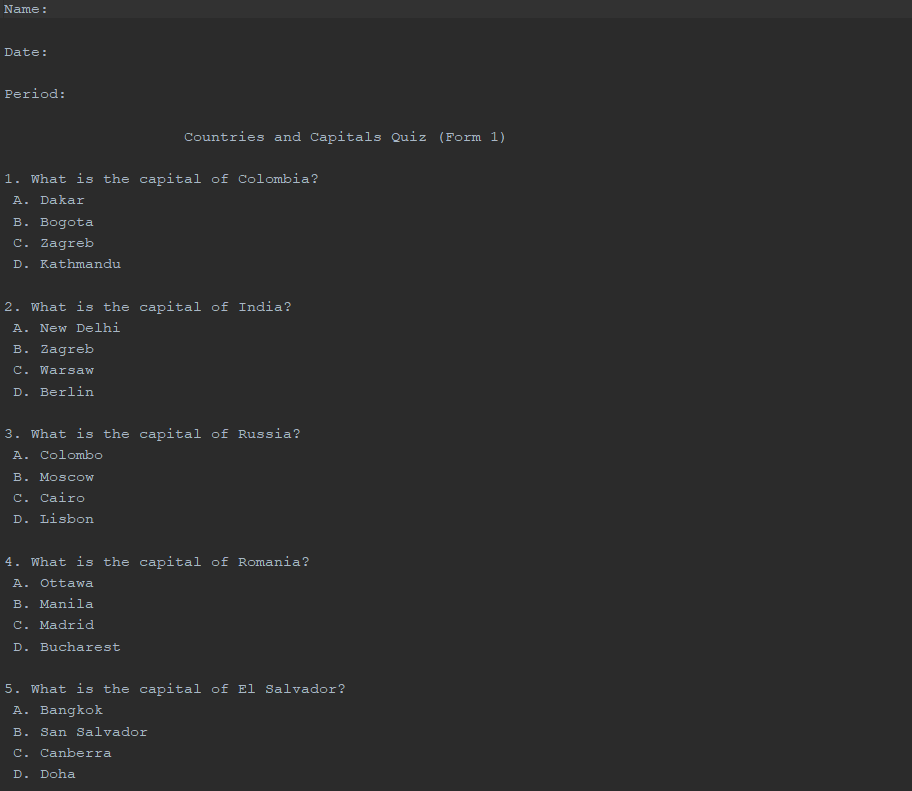 Name:
Date:
Period:
Countries and Capitals Quiz (Form 1)
1. What is the capital of Colombia?
A. Dakar
B. Bogota
C. Zagreb
D. Kathmandu
2. What is the capital of India?
A. New Delhi
B. Zagreb
C. Warsaw
D. Berlin
3. What is the capital of Russia?
A. Colombo
B. Moscow
C. Cairo
D. Lisbon
4. What is the capital of Romania?
A. Ottawa
B. Manila
C. Madrid
D. Bucharest
5. What is the capital of El Salvador?
A. Bangkok
B. San Salvador
C. Canberra
D. Doha